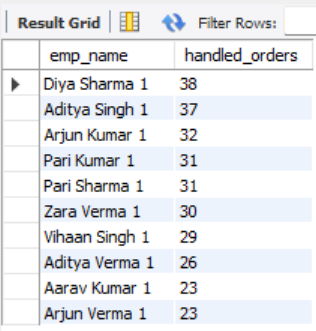 Result Grid Filter Rows:
emp_name handled_orders
Diya Sharma 1 38
Aditya Singh 1 37
Arjun Kumar 1 32
Pari Kumar 1 31
Pari Sharma 1 31
Zara Verma 1 30
Vihaan Singh 1 29
Aditya Verma 1 26
Aarav Kumar 1 23
Arjun Verma 1 23